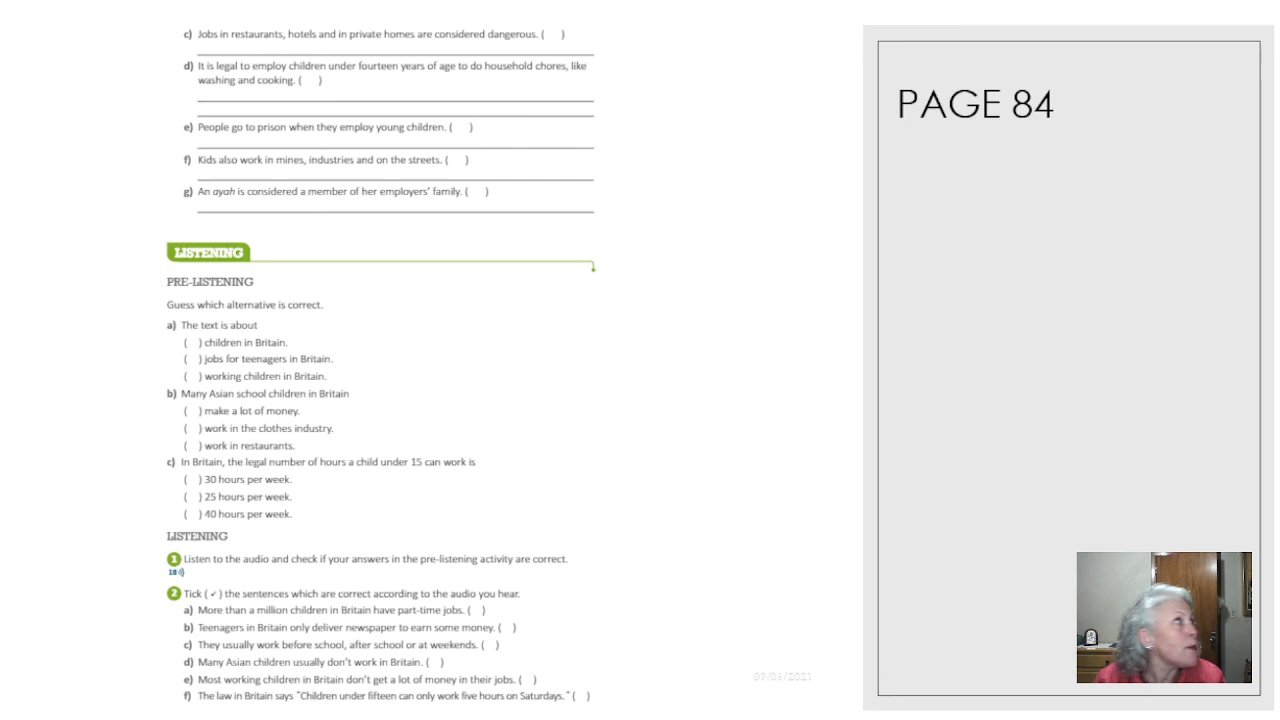 c) Jobs in restaurants, hotels and in private homes are considered dangerous. ( )
d) It is legal to employ children under fourteen years of age to do household chores, like
washing and cooking. ( )
e) People go to prison when they employ young children. ( )
f) Kids also work in mines, industries and on the streets. ( )
g) An ayah is considered a member of her employers' family. ( )
LISTENING
PRE-LISTENING
Guess which alternative is correct.
a) The text is about
( ) children in Britain.
( ) jobs for teenagers in Britain.
( ) working children in Britain.
b) Many Asian school children in Britain
( ) make a lot of money.
( ) work in the clothes industry.
( ) work in restaurants.
c) In Britain, the legal number of hours a child under 15 can work is
( ) 30 hours per week.
( ) 25 hours per week.
( ) 40 hours per week.
LISTENING
1 Listen to the audio and check if your answers in the pre-listening activity are correct.
18
2 Tick ( ✓ ) the sentences which are correct according to the audio you hear.
a) More than a million children in Britain have part-time jobs. ( )
b) Teenagers in Britain only deliver newspaper to earn some money. ( )
c) They usually work before school, after school or at weekends. ( )
d) Many Asian children usually don't work in Britain. ( )
e) Most working children in Britain don't get a lot of money in their jobs. ( )
f) The law in Britain says "Children under fifteen can only work five hours on Saturdays." ( )
PAGE 84